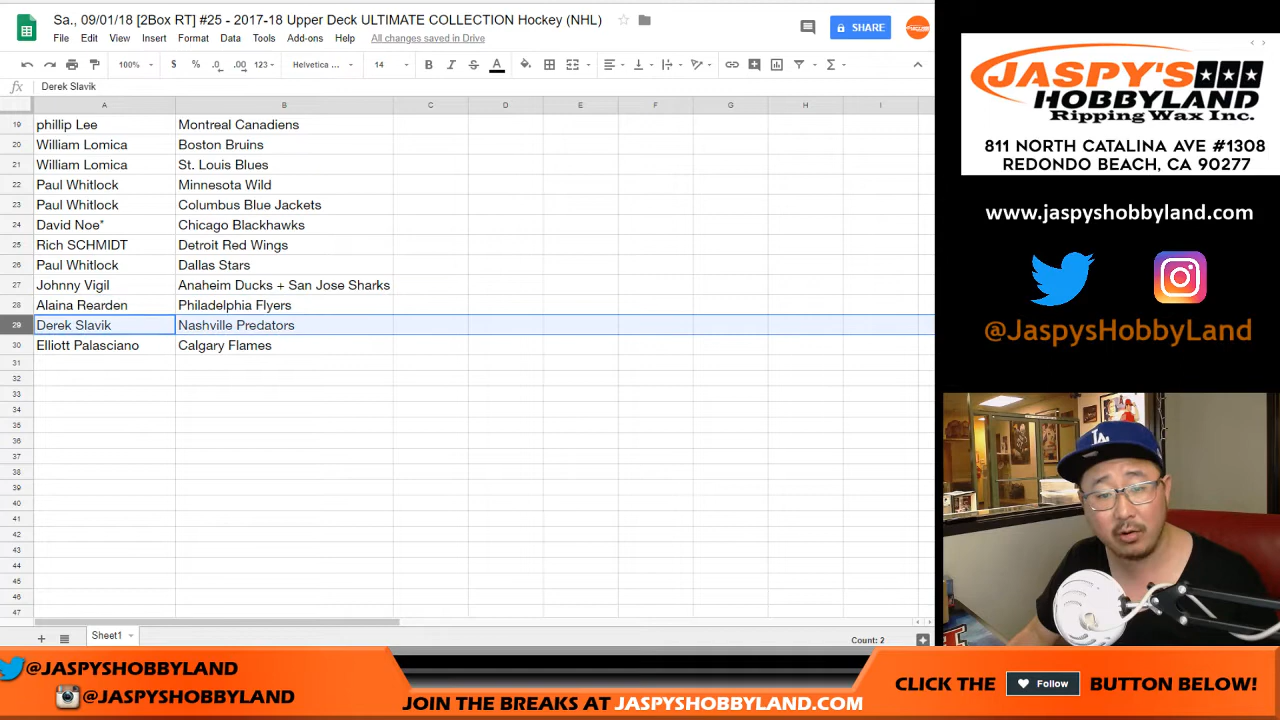 Sa., 09/01/18 [2Box RT] #25 - 2017-18 Upper Deck ULTIMATE COLLECTION Hockey (NHL)
File Edit View Insert Format Data Tools Add-ons Help All changes saved in Drive
SHARE
100% $ % .0 .00 123 Helvetica ... 14 B I S A
fx Derek Slavik
A B C D E F G H I
19 phillip Lee Montreal Canadiens
20 William Lomica Boston Bruins
21 William Lomica St. Louis Blues
22 Paul Whitlock Minnesota Wild
23 Paul Whitlock Columbus Blue Jackets
24 David Noe* Chicago Blackhawks
25 Rich SCHMIDT Detroit Red Wings
26 Paul Whitlock Dallas Stars
27 Johnny Vigil Anaheim Ducks + San Jose Sharks
28 Alaina Rearden Philadelphia Flyers
29 Derek Slavik Nashville Predators
30 Elliott Palasciano Calgary Flames
31
32
33
34
35
36
37
38
39
40
41
42
43
44
45
46
47
Sheet1
Count: 2
JASPY'S
HOBBYLAND
Ripping Wax Inc.
811 NORTH CATALINA AVE #1308
REDONDO BEACH, CA 90277
www.jaspyshobbyland.com
@JaspysHobbyLand
LA
@JASPYSHOBBYLAND
@JASPYSHOBBYLAND
JOIN THE BREAKS AT JASPYSHOBBYLAND.COM
CLICK THE Follow BUTTON BELOW!